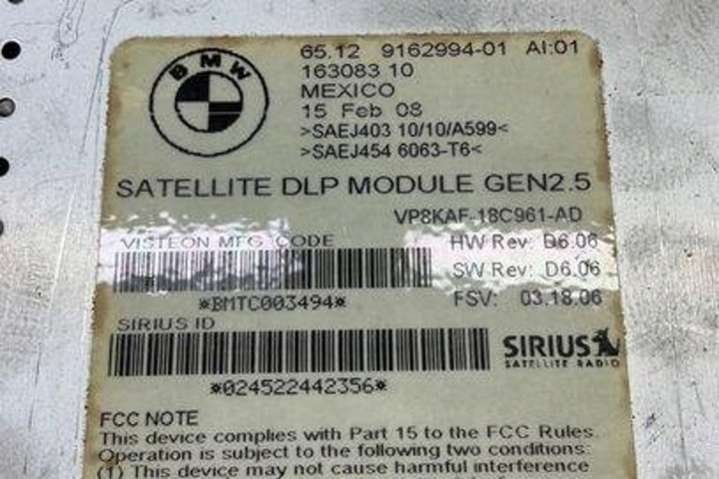 BMW
65.12 9162994-01 AI:01
163083 10
MEXICO
15 Feb 08
>SAEJ403 10/10/A599<
>SAEJ454 6063-T6<
SATELLITE DLP MODULE GEN2.5
VP8KAF-18C961-AD
VISTEON MFG CODE
HW Rev: D6.06
SW Rev: D6.06
*BMTC003494*
FSV: 03.18.06
SIRIUS ID
SIRIUS
SATELLITE RADIO
*024522442356*
FCC NOTE
This device complies with Part 15 to the FCC Rules.
Operation is subject to the following two conditions:
(1) This device may not cause harmful interference